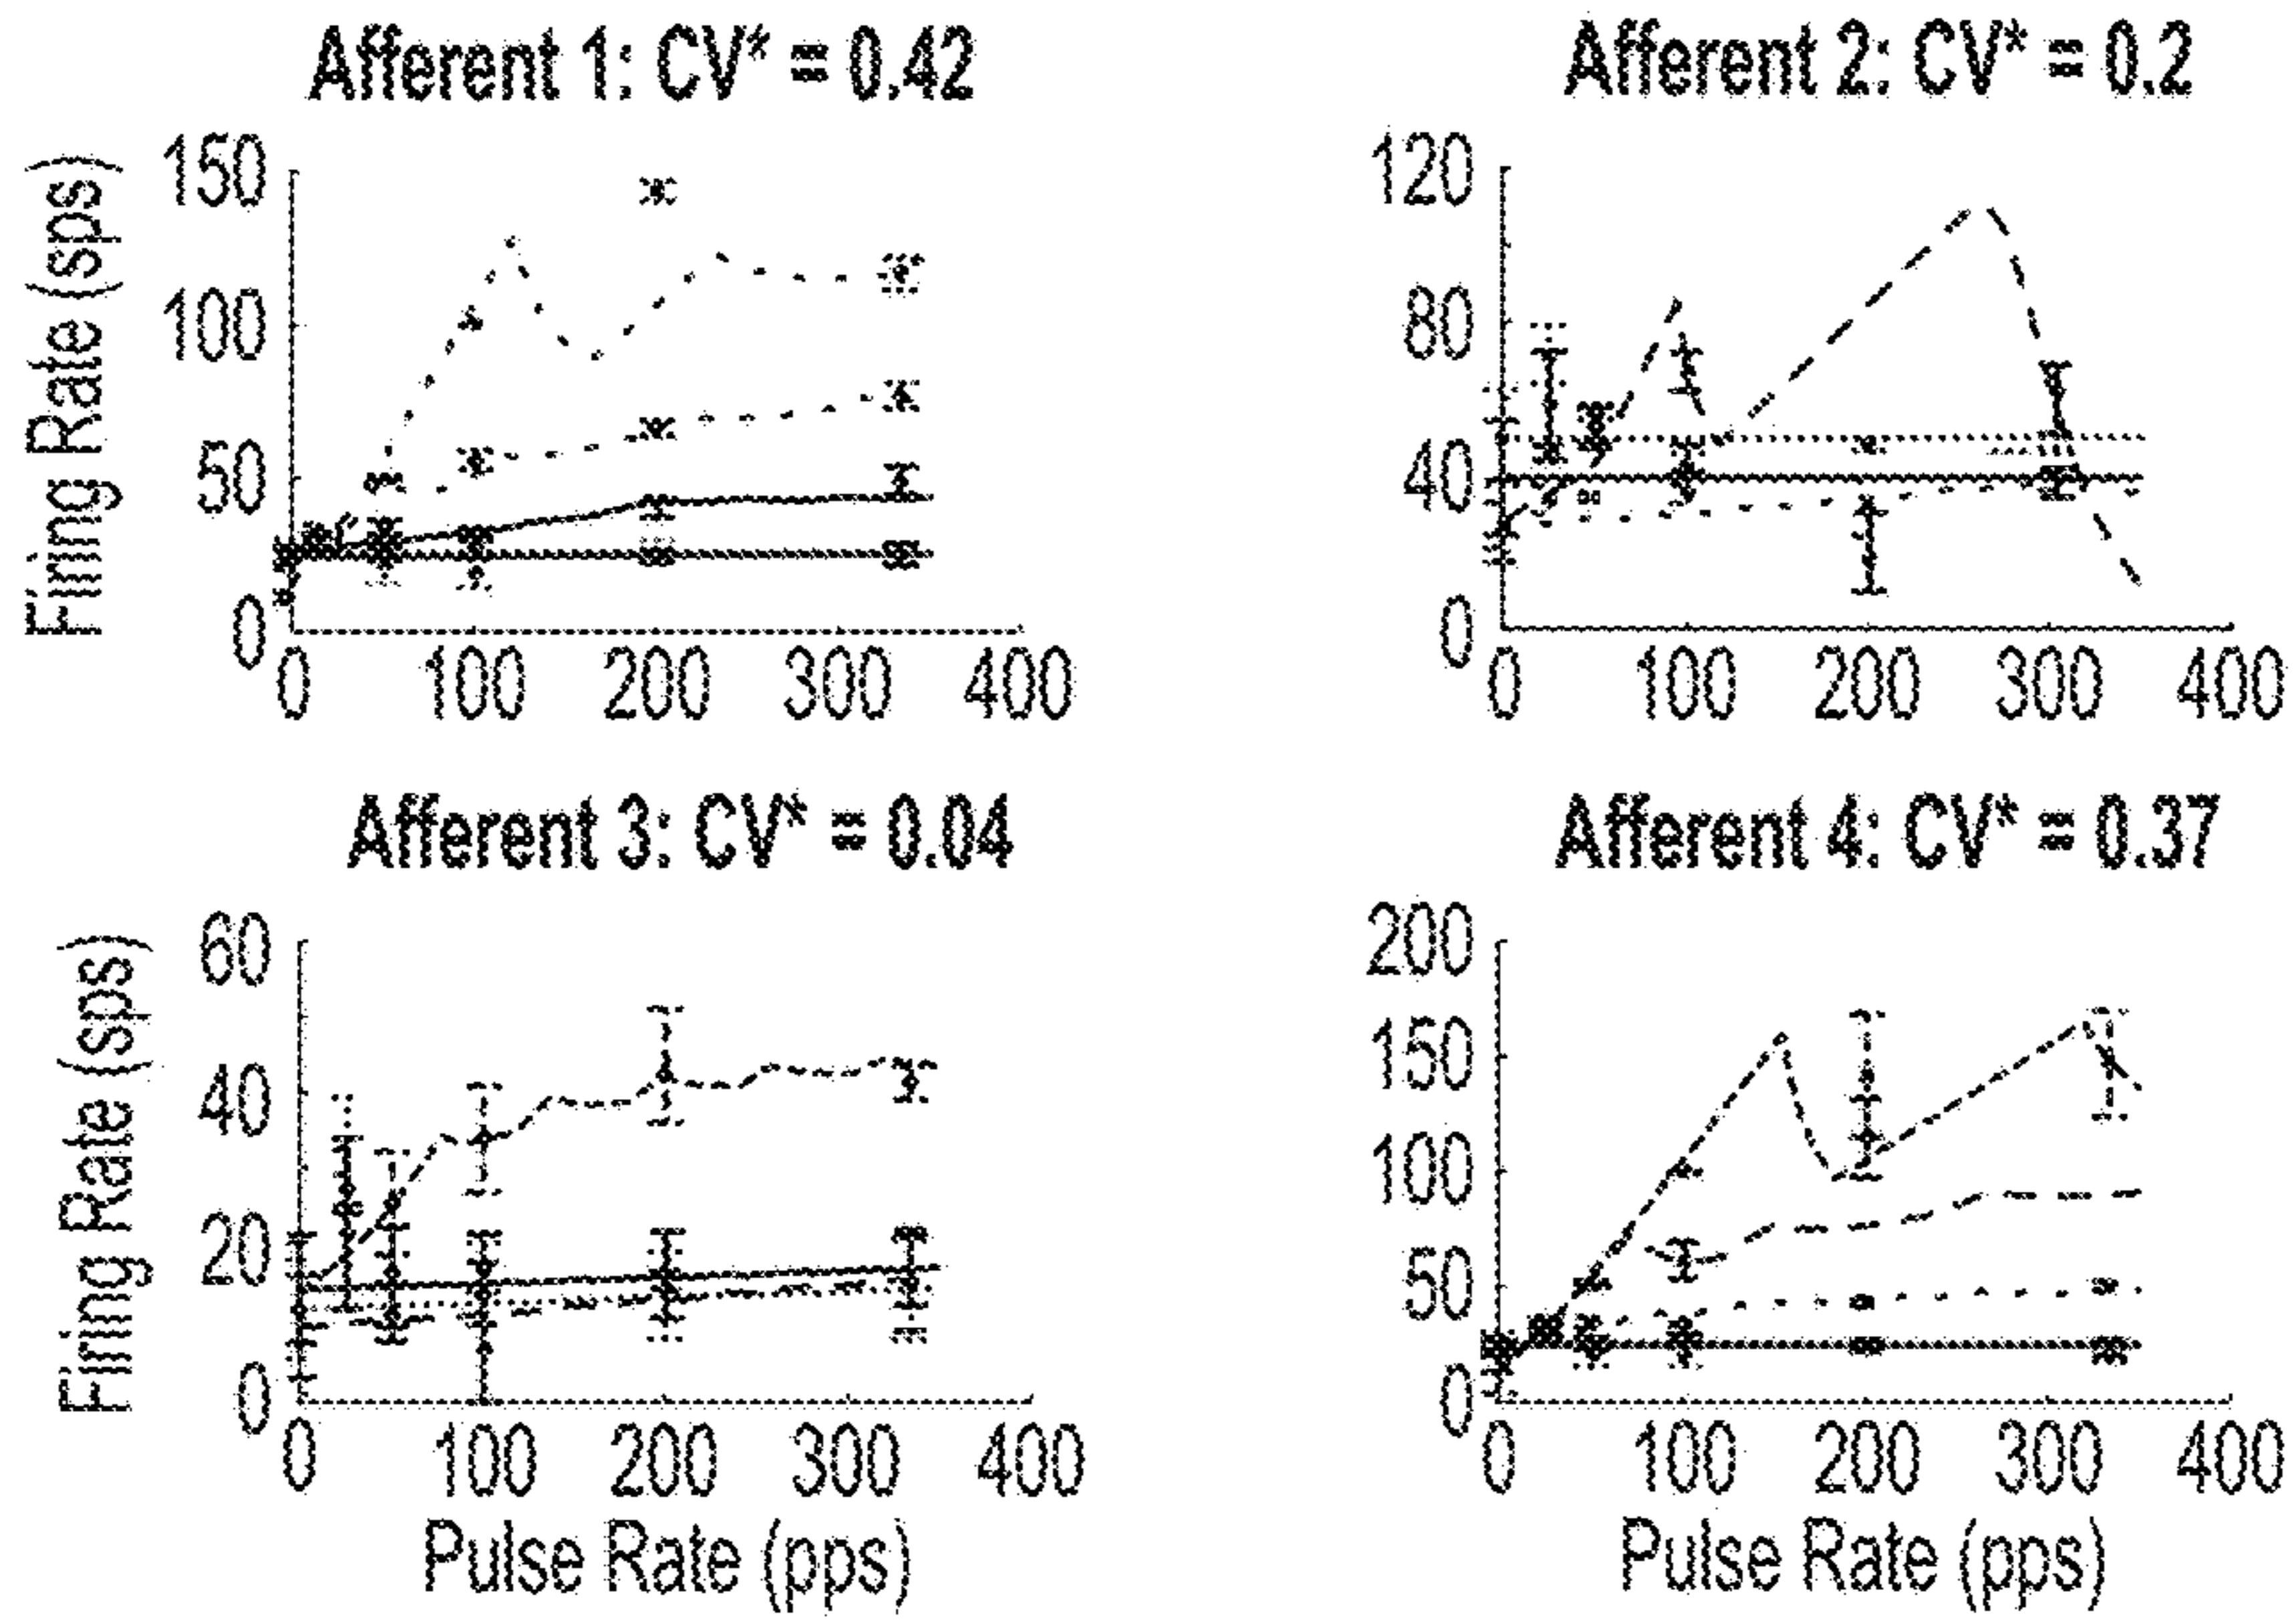 Afferent 1: CV* = 0.42
Firing Rate (sps)
150
100
50
0
0 100 200 300 400
Afferent 2: CV* = 0.2
120
80
40
0
0 100 200 300 400
Afferent 3: CV* = 0.04
Firing Rate (sps)
60
40
20
0
0 100 200 300 400
Pulse Rate (pps)
Afferent 4: CV* = 0.37
200
150
100
50
0
0 100 200 300 400
Pulse Rate (pps)